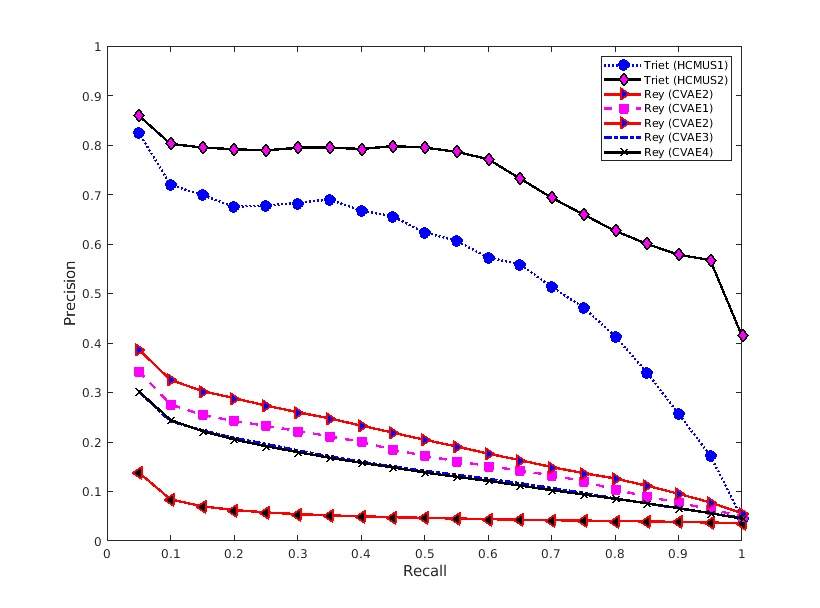 1
0.9
0.8
0.7
0.6
0.5
0.4
0.3
0.2
0.1
0
Precision
0 0.1 0.2 0.3 0.4 0.5 0.6 0.7 0.8 0.9 1
Recall
Triet (HCMUS1)
Triet (HCMUS2)
Rey (CVAE2)
Rey (CVAE1)
Rey (CVAE2)
Rey (CVAE3)
Rey (CVAE4)